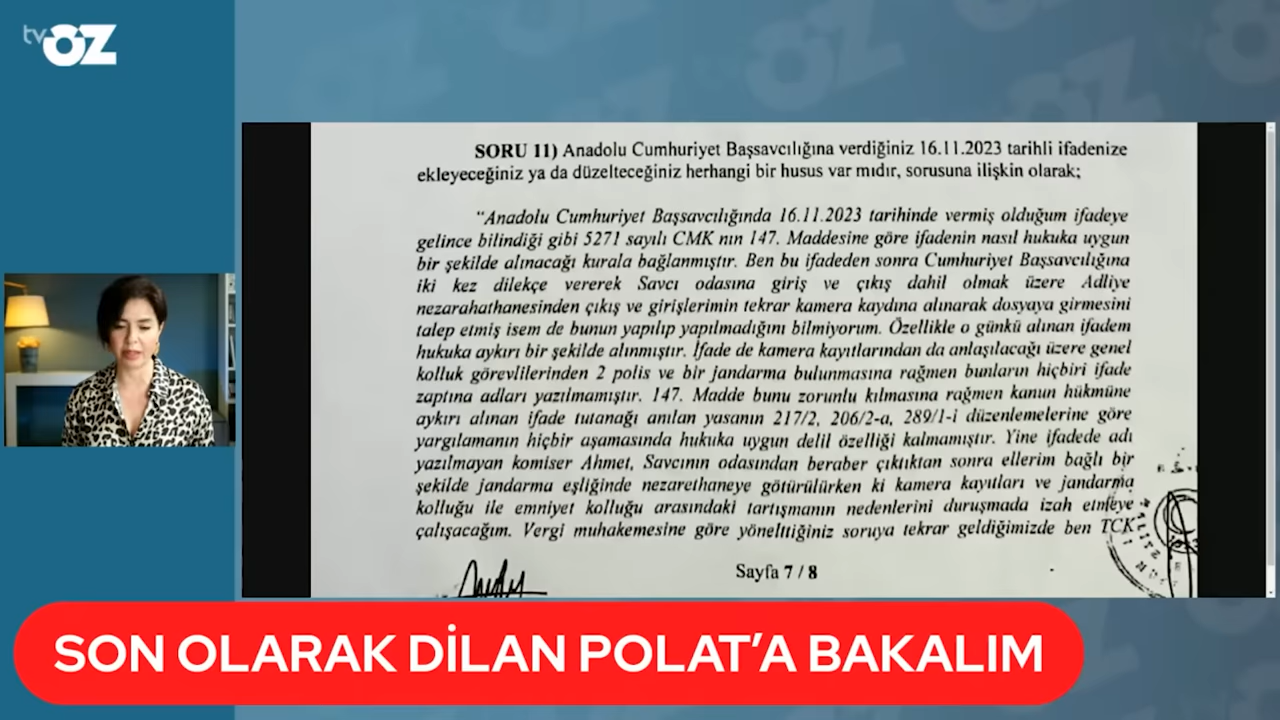 tv ÖZ
SORU 11) Anadolu Cumhuriyet Başsavcılığına verdiğiniz 16.11.2023 tarihli ifadenize
ekleyeceğiniz ya da düzelteceğiniz herhangi bir husus var mıdır, sorusuna ilişkin olarak;
“Anadolu Cumhuriyet Başsavcılığında 16.11.2023 tarihinde vermiş olduğum ifadeye
gelince bilindiği gibi 5271 sayılı CMK nın 147. Maddesine göre ifadenin nasıl hukuka uygun
bir şekilde alınacağı kurala bağlanmıştır. Ben bu ifadeden sonra Cumhuriyet Başsavcılığına
iki kez dilekçe vererek Savcı odasına giriş ve çıkış dahil olmak üzere Adliye
nezarahathanesinden çıkış ve girişlerimin tekrar kamera kaydına alınarak dosyaya girmesini
talep etmiş isem de bunun yapılıp yapılmadığını bilmiyorum. Özellikle o günkü alınan ifadem
hukuka aykırı bir şekilde alınmıştır. İfade de kamera kayıtlarından da anlaşılacağı üzere genel
kolluk görevlilerinden 2 polis ve bir jandarma bulunmasına rağmen bunların hiçbiri ifade
zaptına adları yazılmamıştır. 147. Madde bunu zorunlu kılmasına rağmen kanun hükmüne
aykırı alınan ifade tutanağı anılan yasanın 217/2, 206/2-a, 289/1-i düzenlemelerine göre
yargılamanın hiçbir aşamasında hukuka uygun delil özelliği kalmamıştır. Yine ifadede adı
yazılmayan komiser Ahmet, Savcının odasından beraber çıktıktan sonra ellerim bağlı bir
şekilde jandarma eşliğinde nezarethaneye götürülürken ki kamera kayıtları ve jandarma
kolluğu ile emniyet kolluğu arasındaki tartışmanın nedenlerini duruşmada izah etmeye
çalışacağım. Vergi muhakemesine göre yönelttiğiniz soruya tekrar geldiğimizde ben TCK
Sayfa 7 / 8
SON OLARAK DİLAN POLAT’A BAKALIM